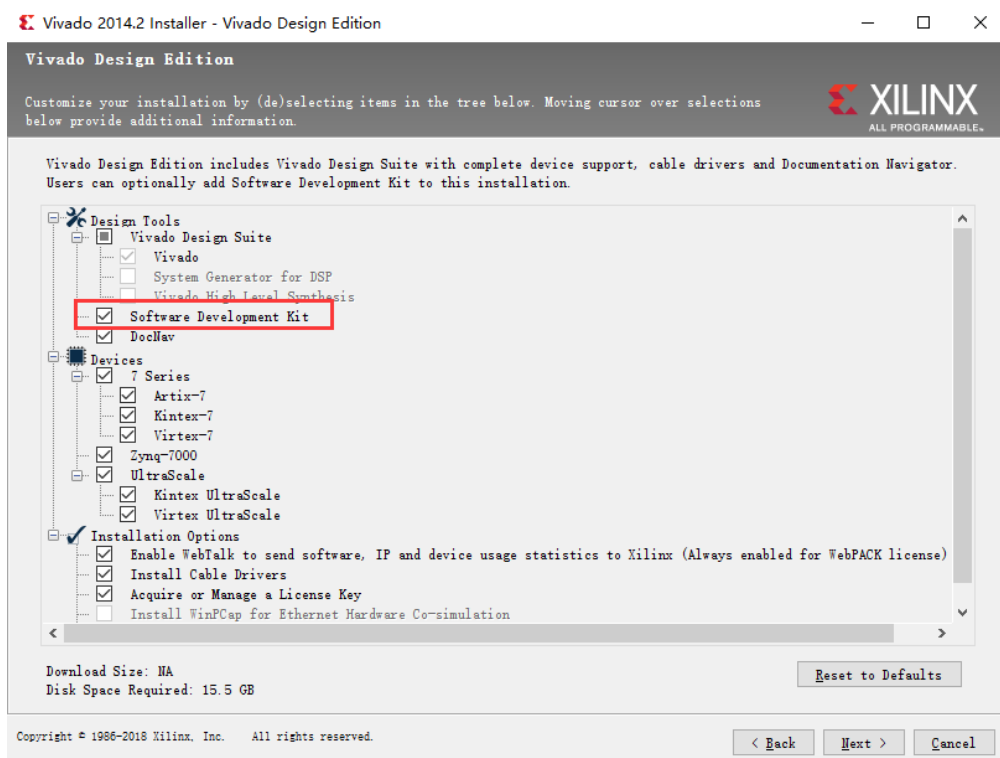 Vivado 2014.2 Installer - Vivado Design Edition
Vivado Design Edition
Customize your installation by (de)selecting items in the tree below. Moving cursor over selections
below provide additional information.
XILINX
ALL PROGRAMMABLE™
Vivado Design Edition includes Vivado Design Suite with complete device support, cable drivers and Documentation Navigator.
Users can optionally add Software Development Kit to this installation.
Design Tools
Vivado Design Suite
Vivado
System Generator for DSP
Vivado High Level Synthesis
Software Development Kit
DocNav
Devices
7 Series
Artix-7
Kintex-7
Virtex-7
Zynq-7000
UltraScale
Kintex UltraScale
Virtex UltraScale
Installation Options
Enable WebTalk to send software, IP and device usage statistics to Xilinx (Always enabled for WebPACK license)
Install Cable Drivers
Acquire or Manage a License Key
Install WinPCap for Ethernet Hardware Co-simulation
Download Size: NA
Disk Space Required: 15.5 GB
Reset to Defaults
Copyright © 1986-2018 Xilinx, Inc. All rights reserved.
< Back
Next >
Cancel